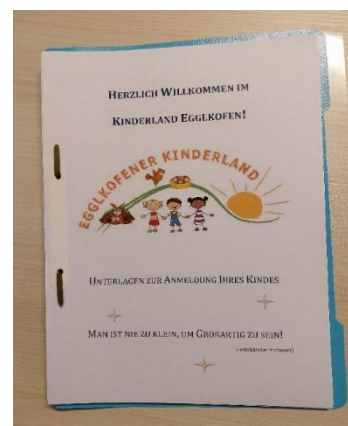 HERZLICH WILLKOMMEN IM
KINDERLAND EGGLKOFEN!
EGGLKOFENER KINDERLAND
UNTERLAGEN ZUR ANMELDUNG IHRES KINDES
MAN IST NIE ZU KLEIN, UM GROßARTIG ZU SEIN!
(unbekannter Verfasser)